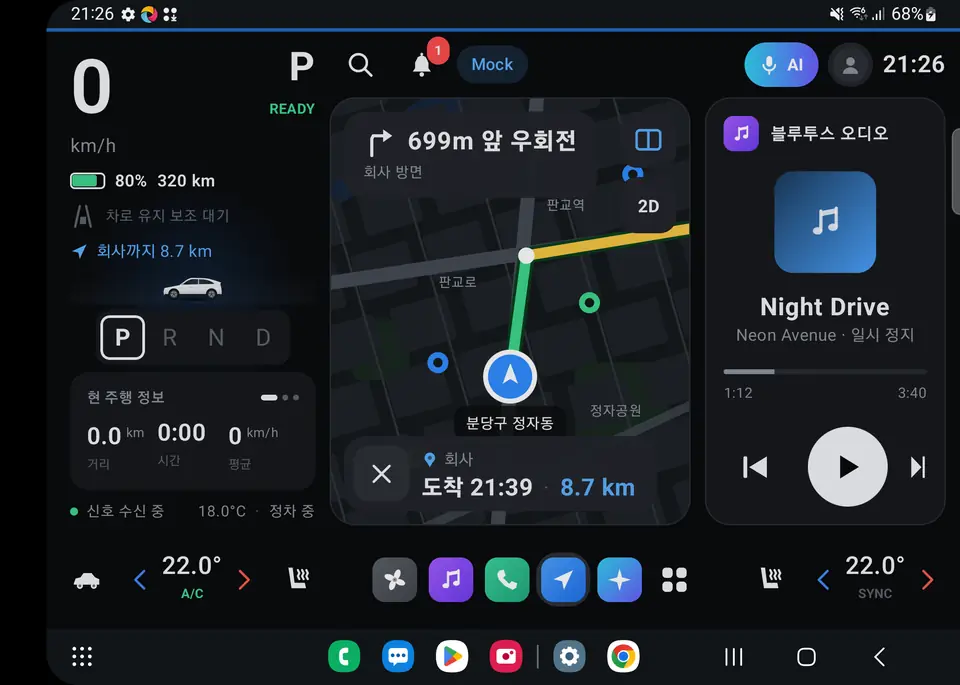 21:26
68%
0
P
READY
km/h
80% 320 km
차로 유지 보조 대기
회사까지 8.7 km
P R N D
현 주행 정보
0.0 km 0:00 0 km/h
거리 시간 평균
신호 수신 중 18.0°C · 정차 중
1
Mock
AI
21:26
699m 앞 우회전
회사 방면
2D
판교역
판교로
분당구 정자동
정자공원
회사
도착 21:39 · 8.7 km
블루투스 오디오
Night Drive
Neon Avenue · 일시 정지
1:12 3:40
22.0°
A/C
22.0°
SYNC